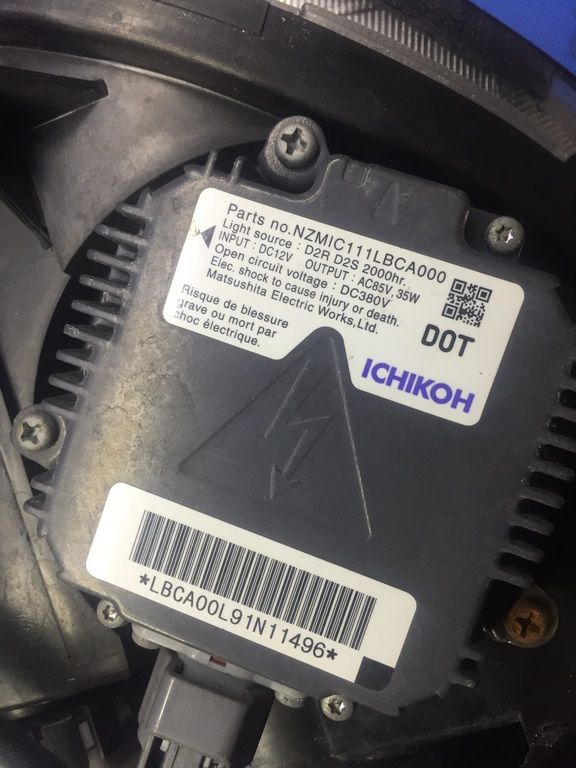 Parts no.NZMIC111LBCA000
Light source : D2R D2S 2000hr.
INPUT : DC12V OUTPUT : AC85V, 35W
Open circuit voltage : DC380V
Elec. shock to cause injury or death.
Matsushita Electric Works,Ltd.
Risque de blessure
grave ou mort par
choc électrique.
DOT
ICHIKOH
*LBCA00L91N11496*